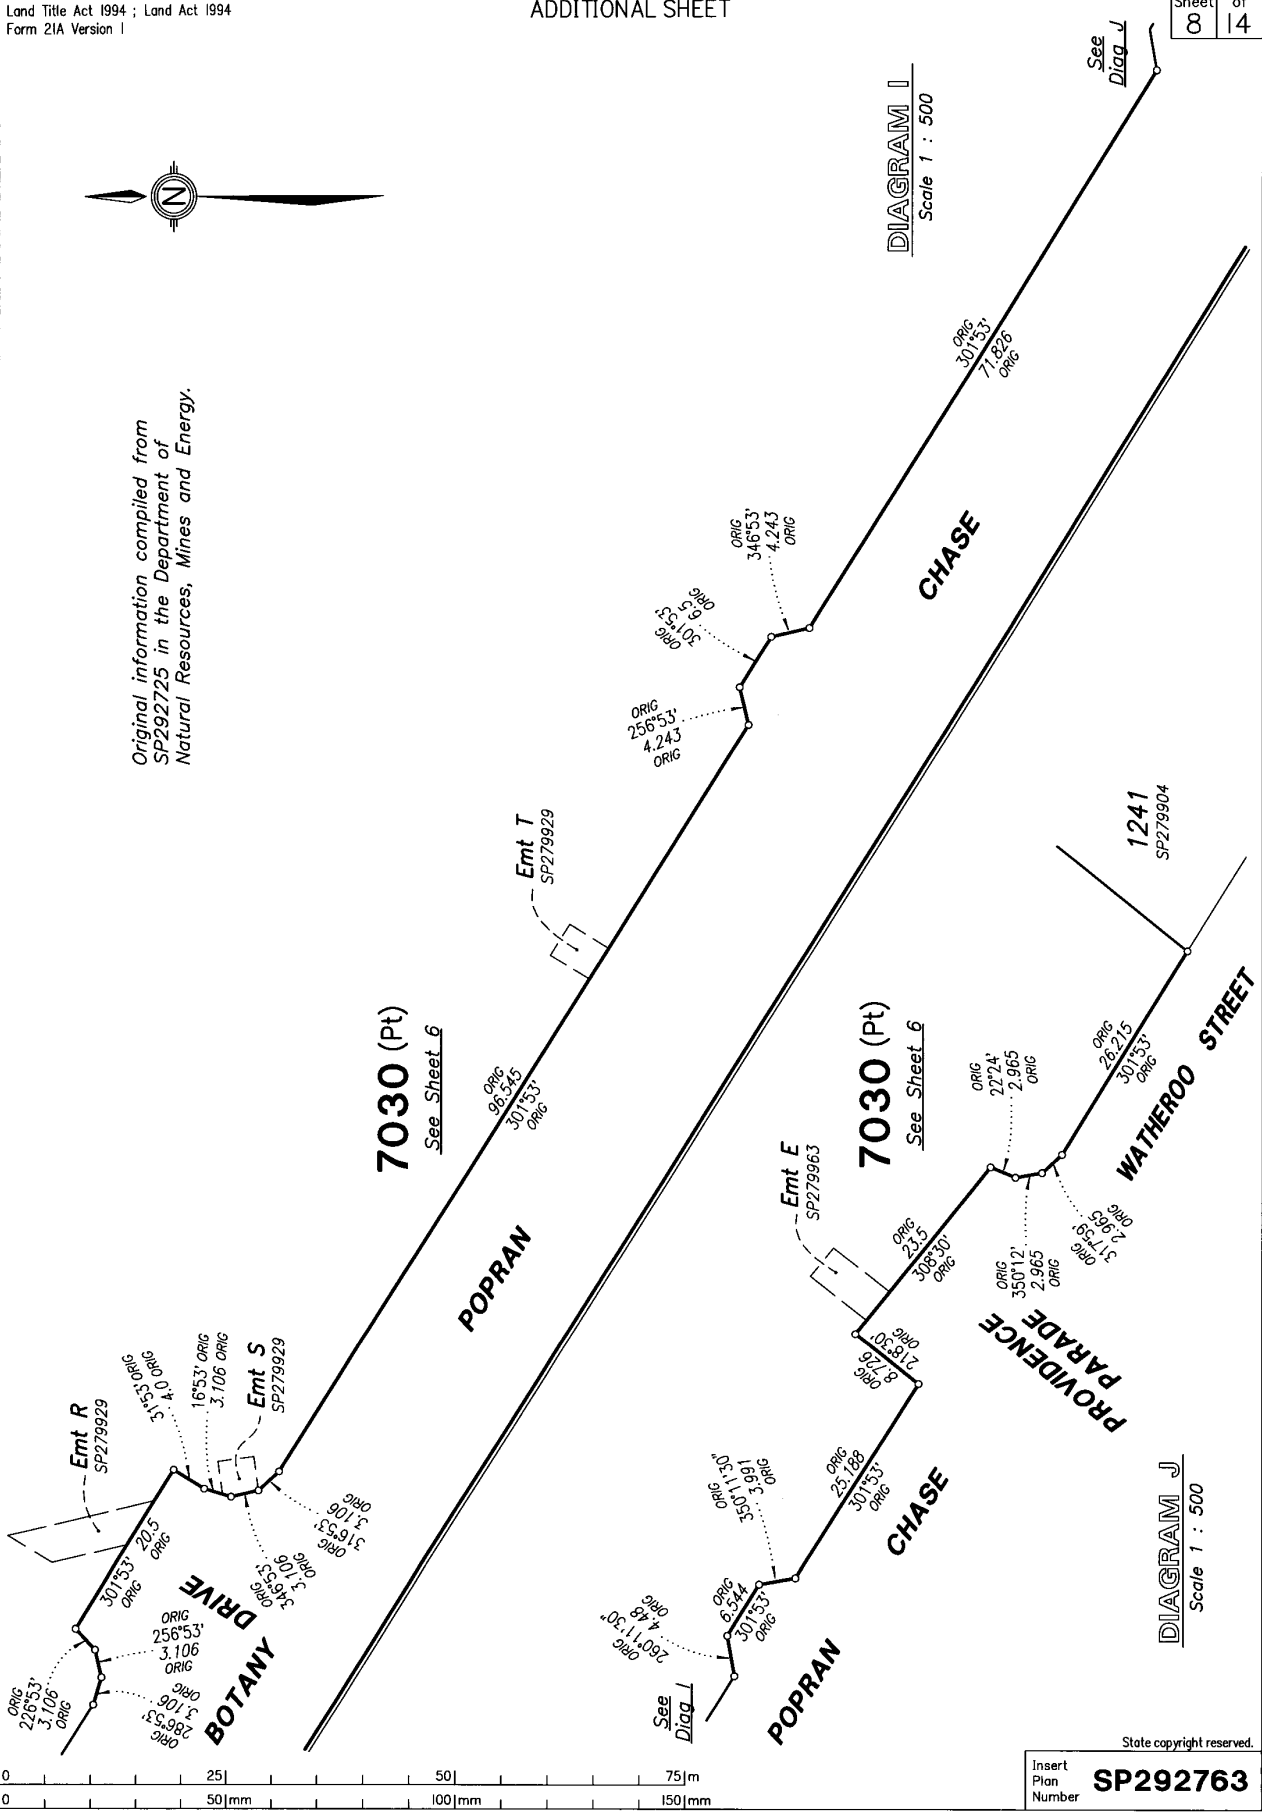 Land Title Act 1994 ; Land Act 1994
Form 21A Version 1
ADDITIONAL SHEET
Sheet of
8 14
N
Original information compiled from
SP292725 in the Department of
Natural Resources, Mines and Energy.
DIAGRAM I
Scale 1 : 500
See
Diag J
ORIG
301°53'
71.826
ORIG
ORIG
346°53'
4.243
ORIG
ORIG
301°53'
6.5
ORIG
ORIG
256°53'
4.243
ORIG
CHASE
Emt T
SP279929
7030 (Pt)
See Sheet 6
ORIG
96.545
301°53'
ORIG
POPRAN
Emt R
SP279929
31°53' ORIG
4.0 ORIG
16°53' ORIG
3.106 ORIG
Emt S
SP279929
ORIG
316°53'
3.106
ORIG
ORIG
346°53'
3.106
ORIG
301°53' 20.5
ORIG ORIG
BOTANY
DRIVE
ORIG
256°53'
3.106
ORIG
ORIG
286°53'
3.106
ORIG
ORIG
226°53'
3.106
ORIG
1241
SP279904
7030 (Pt)
See Sheet 6
ORIG
26.215
301°53'
ORIG
WATHEROO STREET
ORIG
22°24'
2.965
ORIG
ORIG
317°59'
2.965
ORIG
ORIG
350°12'
2.965
ORIG
Emt E
SP279963
ORIG
23.5
308°30'
ORIG
PROVIDENCE
PARADE
ORIG
8.726
218°30'
ORIG
ORIG
25.188
301°53'
ORIG
ORIG
350°11'30"
3.991
ORIG
CHASE
ORIG
6.544
301°53'
ORIG
ORIG
260°11'30"
4.48
ORIG
See
Diag I
POPRAN
DIAGRAM J
Scale 1 : 500
0 25 50 75 m
0 50 mm 100 mm 150 mm
State copyright reserved.
Insert
Plan
Number
SP292763